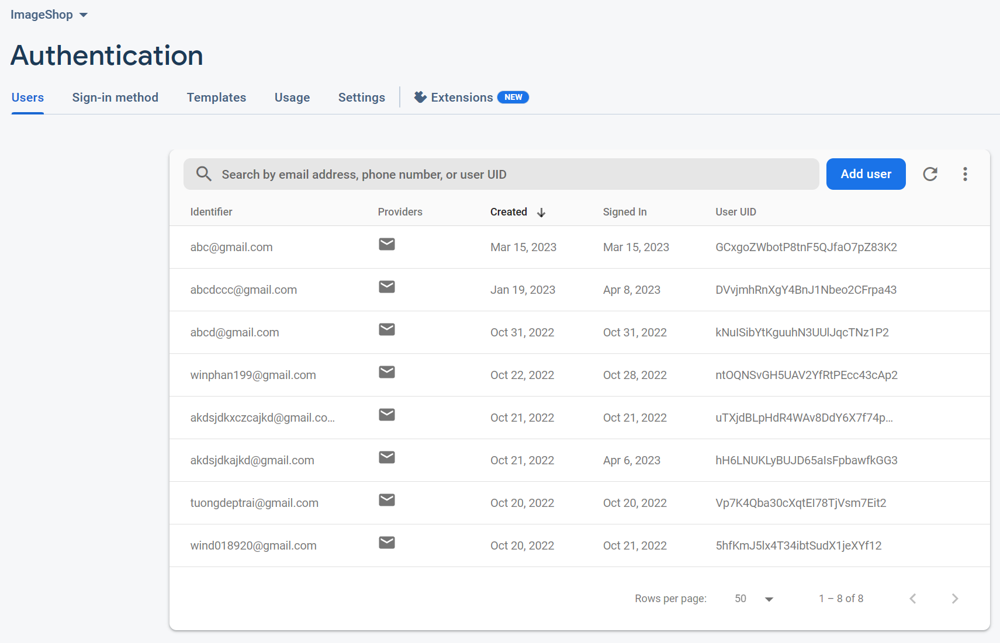 ImageShop
Authentication
Users Sign-in method Templates Usage Settings Extensions NEW
Search by email address, phone number, or user UID Add user
Identifier Providers Created Signed In User UID
abc@gmail.com Mar 15, 2023 Mar 15, 2023 GCxgoZWbotP8tnF5QJfaO7pZ83K2
abcdccc@gmail.com Jan 19, 2023 Apr 8, 2023 DVvjmhRnXgY4BnJ1Nbeo2CFrpa43
abcd@gmail.com Oct 31, 2022 Oct 31, 2022 kNuISibYtKguuhN3UUlJqcTNz1P2
winphan199@gmail.com Oct 22, 2022 Oct 28, 2022 ntOQNSvGH5UAV2YfRtPEcc43cAp2
akdsjdkxczcajkd@gmail.co... Oct 21, 2022 Oct 21, 2022 uTXjdBLpHdR4WAv8DdY6X7f74p...
akdsjdkajkd@gmail.com Oct 21, 2022 Apr 6, 2023 hH6LNUKLyBUJD65aIsFpbawfkGG3
tuongdeptrai@gmail.com Oct 20, 2022 Oct 20, 2022 Vp7K4Qba30cXqtEI78TjVsm7Eit2
wind018920@gmail.com Oct 20, 2022 Oct 21, 2022 5hfKmJ5lx4T34ibtSudX1jeXYf12
Rows per page: 50 1 – 8 of 8